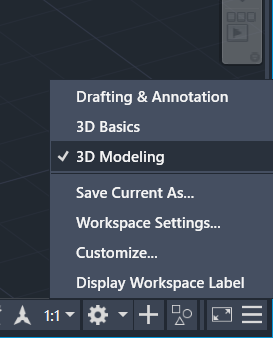 Drafting & Annotation
3D Basics
3D Modeling
Save Current As...
Workspace Settings...
Customize...
Display Workspace Label
1:1